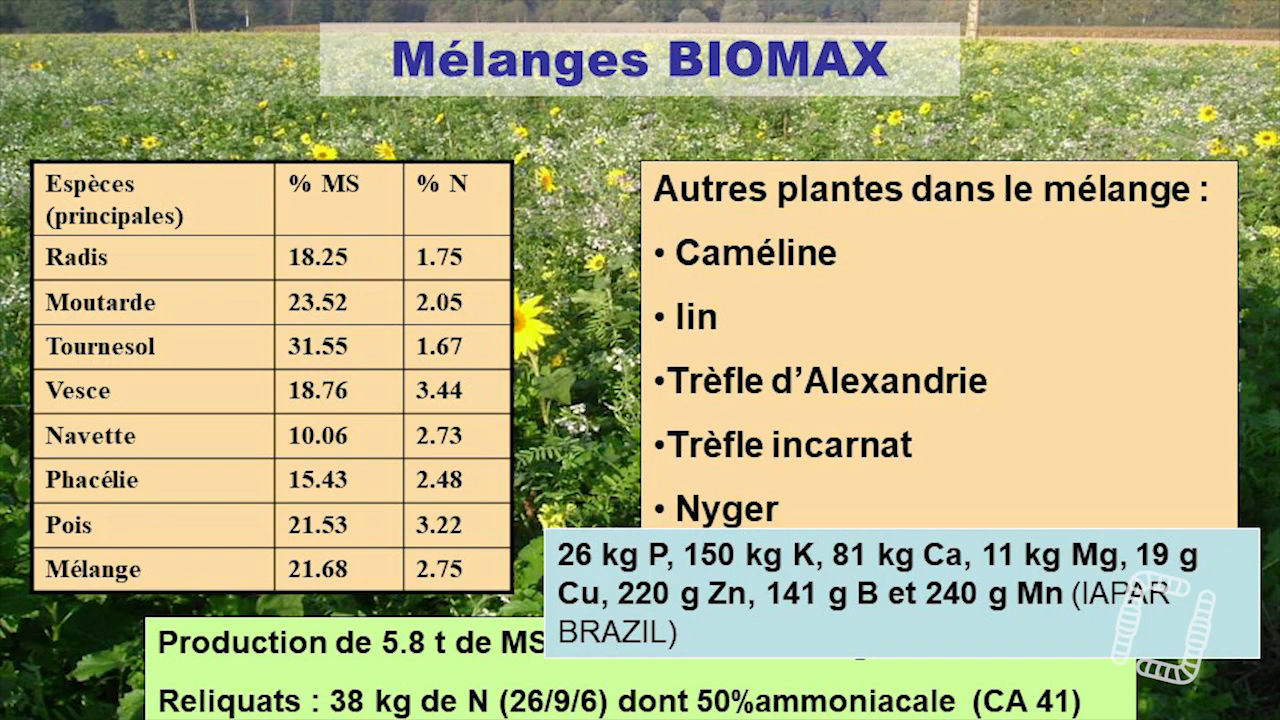 Mélanges BIOMAX
Espèces (principales) % MS % N
Radis 18.25 1.75
Moutarde 23.52 2.05
Tournesol 31.55 1.67
Vesce 18.76 3.44
Navette 10.06 2.73
Phacélie 15.43 2.48
Pois 21.53 3.22
Mélange 21.68 2.75
Autres plantes dans le mélange :
• Caméline
• lin
•Trèfle d’Alexandrie
•Trèfle incarnat
• Nyger
26 kg P, 150 kg K, 81 kg Ca, 11 kg Mg, 19 g
Cu, 220 g Zn, 141 g B et 240 g Mn (IAPAR
BRAZIL)
Production de 5.8 t de MS
Reliquats : 38 kg de N (26/9/6) dont 50%ammoniacale (CA 41)